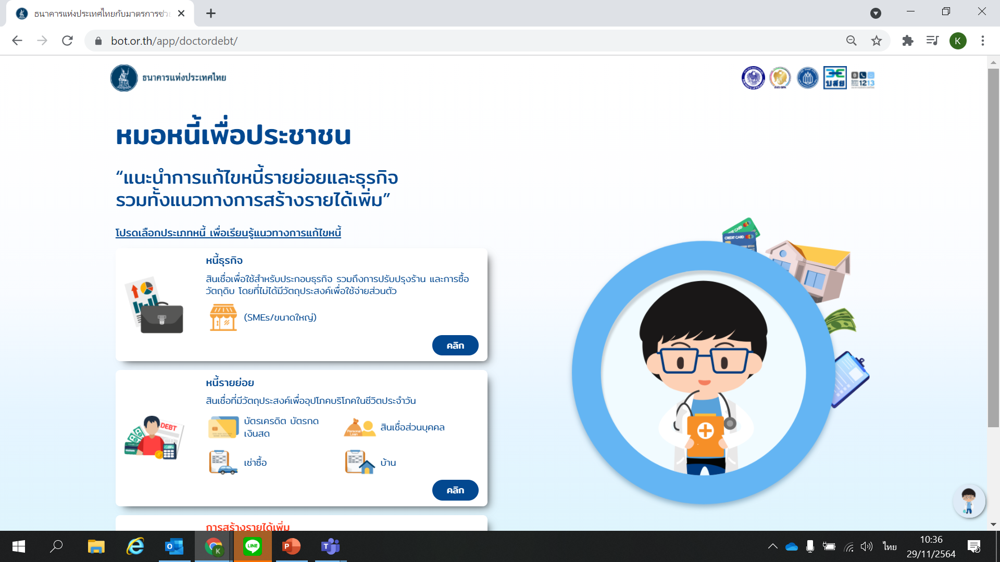 ธนาคารแห่งประเทศไทยกับมาตรการช่วย
bot.or.th/app/doctordebt/
K
ธนาคารแห่งประเทศไทย
บสย
1213
หมอหนี้เพื่อประชาชน
“แนะนำการแก้ไขหนี้รายย่อยและธุรกิจ
รวมทั้งแนวทางการสร้างรายได้เพิ่ม”
โปรดเลือกประเภทหนี้ เพื่อเรียนรู้แนวทางการแก้ไขหนี้
CREDIT CARD
CREDIT CARD
หนี้ธุรกิจ
สินเชื่อเพื่อใช้สำหรับประกอบธุรกิจ รวมถึงการปรับปรุงร้าน และการซื้อ
วัตถุดิบ โดยที่ไม่ได้มีวัตถุประสงค์เพื่อใช้จ่ายส่วนตัว
(SMEs/ขนาดใหญ่)
คลิก
หนี้รายย่อย
สินเชื่อที่มีวัตถุประสงค์เพื่ออุปโภคบริโภคในชีวิตประจำวัน
DEBT
บัตรเครดิต บัตรกด
เงินสด
Personal
Loan
สินเชื่อส่วนบุคคล
เช่าซื้อ
บ้าน
คลิก
การสร้างรายได้เพิ่ม
LINE
ไทย
10:36
29/11/2564